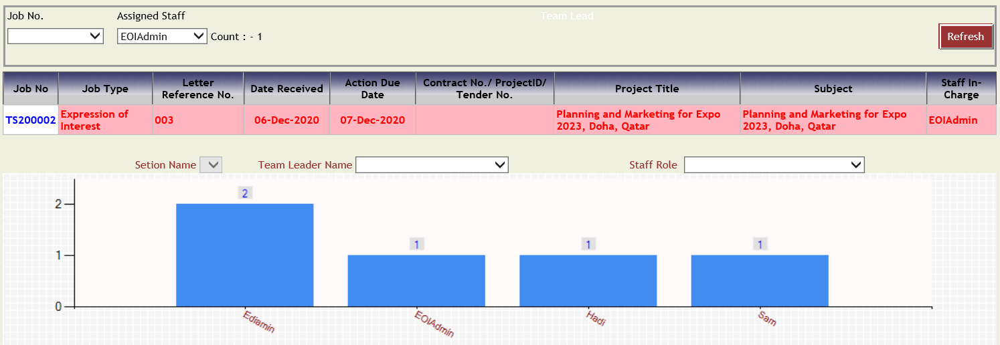 Job No.
Assigned Staff
Team Lead
EOIAdmin
Count : - 1
Refresh
Job No
Job Type
Letter
Reference No.
Date Received
Action Due
Date
Contract No./ ProjectID/
Tender No.
Project Title
Subject
Staff In-
Charge
TS200002
Expression of
Interest
003
06-Dec-2020
07-Dec-2020
Planning and Marketing for Expo
2023, Doha, Qatar
Planning and Marketing for Expo
2023, Doha, Qatar
EOIAdmin
Setion Name
Team Leader Name
Staff Role
2
1
0
2
1
1
1
Ediamin
EOIAdmin
Hadi
Sam